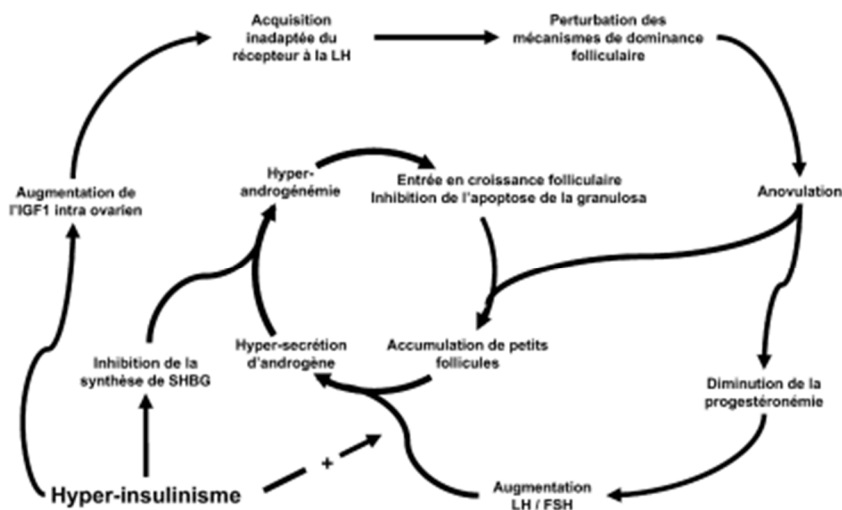 Acquisition
inadaptée du
récepteur à la LH
Perturbation des
mécanismes de dominance
folliculaire
Augmentation de
l'IGF1 intra ovarien
Hyper-
androgénémie
Entrée en croissance folliculaire
Inhibition de l'apoptose de la granulosa
Anovulation
Inhibition de la
synthèse de SHBG
Hyper-secrétion
d'androgène
Accumulation de petits
follicules
Diminution de la
progestéronémie
Hyper-insulinisme
+
Augmentation
LH / FSH